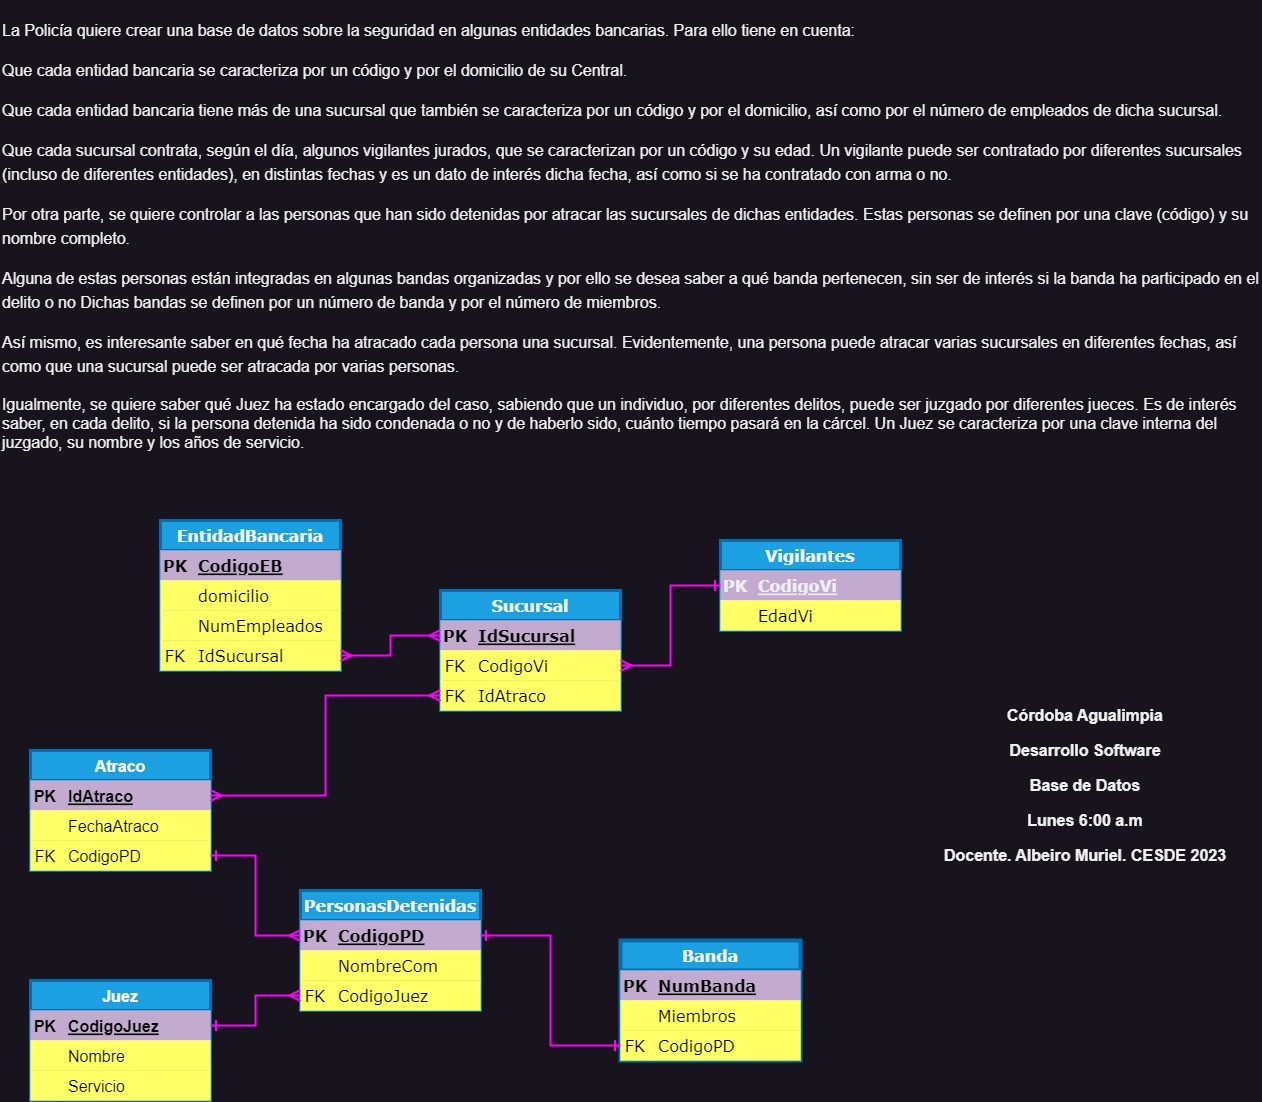 La Policía quiere crear una base de datos sobre la seguridad en algunas entidades bancarias. Para ello tiene en cuenta:
Que cada entidad bancaria se caracteriza por un código y por el domicilio de su Central.
Que cada entidad bancaria tiene más de una sucursal que también se caracteriza por un código y por el domicilio, así como por el número de empleados de dicha sucursal.
Que cada sucursal contrata, según el día, algunos vigilantes jurados, que se caracterizan por un código y su edad. Un vigilante puede ser contratado por diferentes sucursales
(incluso de diferentes entidades), en distintas fechas y es un dato de interés dicha fecha, así como si se ha contratado con arma o no.
Por otra parte, se quiere controlar a las personas que han sido detenidas por atracar las sucursales de dichas entidades. Estas personas se definen por una clave (código) y su
nombre completo.
Alguna de estas personas están integradas en algunas bandas organizadas y por ello se desea saber a qué banda pertenecen, sin ser de interés si la banda ha participado en el
delito o no Dichas bandas se definen por un número de banda y por el número de miembros.
Así mismo, es interesante saber en qué fecha ha atracado cada persona una sucursal. Evidentemente, una persona puede atracar varias sucursales en diferentes fechas, así
como que una sucursal puede ser atracada por varias personas.
Igualmente, se quiere saber qué Juez ha estado encargado del caso, sabiendo que un individuo, por diferentes delitos, puede ser juzgado por diferentes jueces. Es de interés
saber, en cada delito, si la persona detenida ha sido condenada o no y de haberlo sido, cuánto tiempo pasará en la cárcel. Un Juez se caracteriza por una clave interna del
juzgado, su nombre y los años de servicio.
EntidadBancaria
PK CodigoEB
domicilio
NumEmpleados
FK IdSucursal
Sucursal
PK IdSucursal
FK CodigoVi
FK IdAtraco
Vigilantes
PK CodigoVi
EdadVi
Atraco
PK IdAtraco
FechaAtraco
FK CodigoPD
PersonasDetenidas
PK CodigoPD
NombreCom
FK CodigoJuez
Banda
PK NumBanda
Miembros
FK CodigoPD
Juez
PK CodigoJuez
Nombre
Servicio
Córdoba Agualimpia
Desarrollo Software
Base de Datos
Lunes 6:00 a.m
Docente. Albeiro Muriel. CESDE 2023